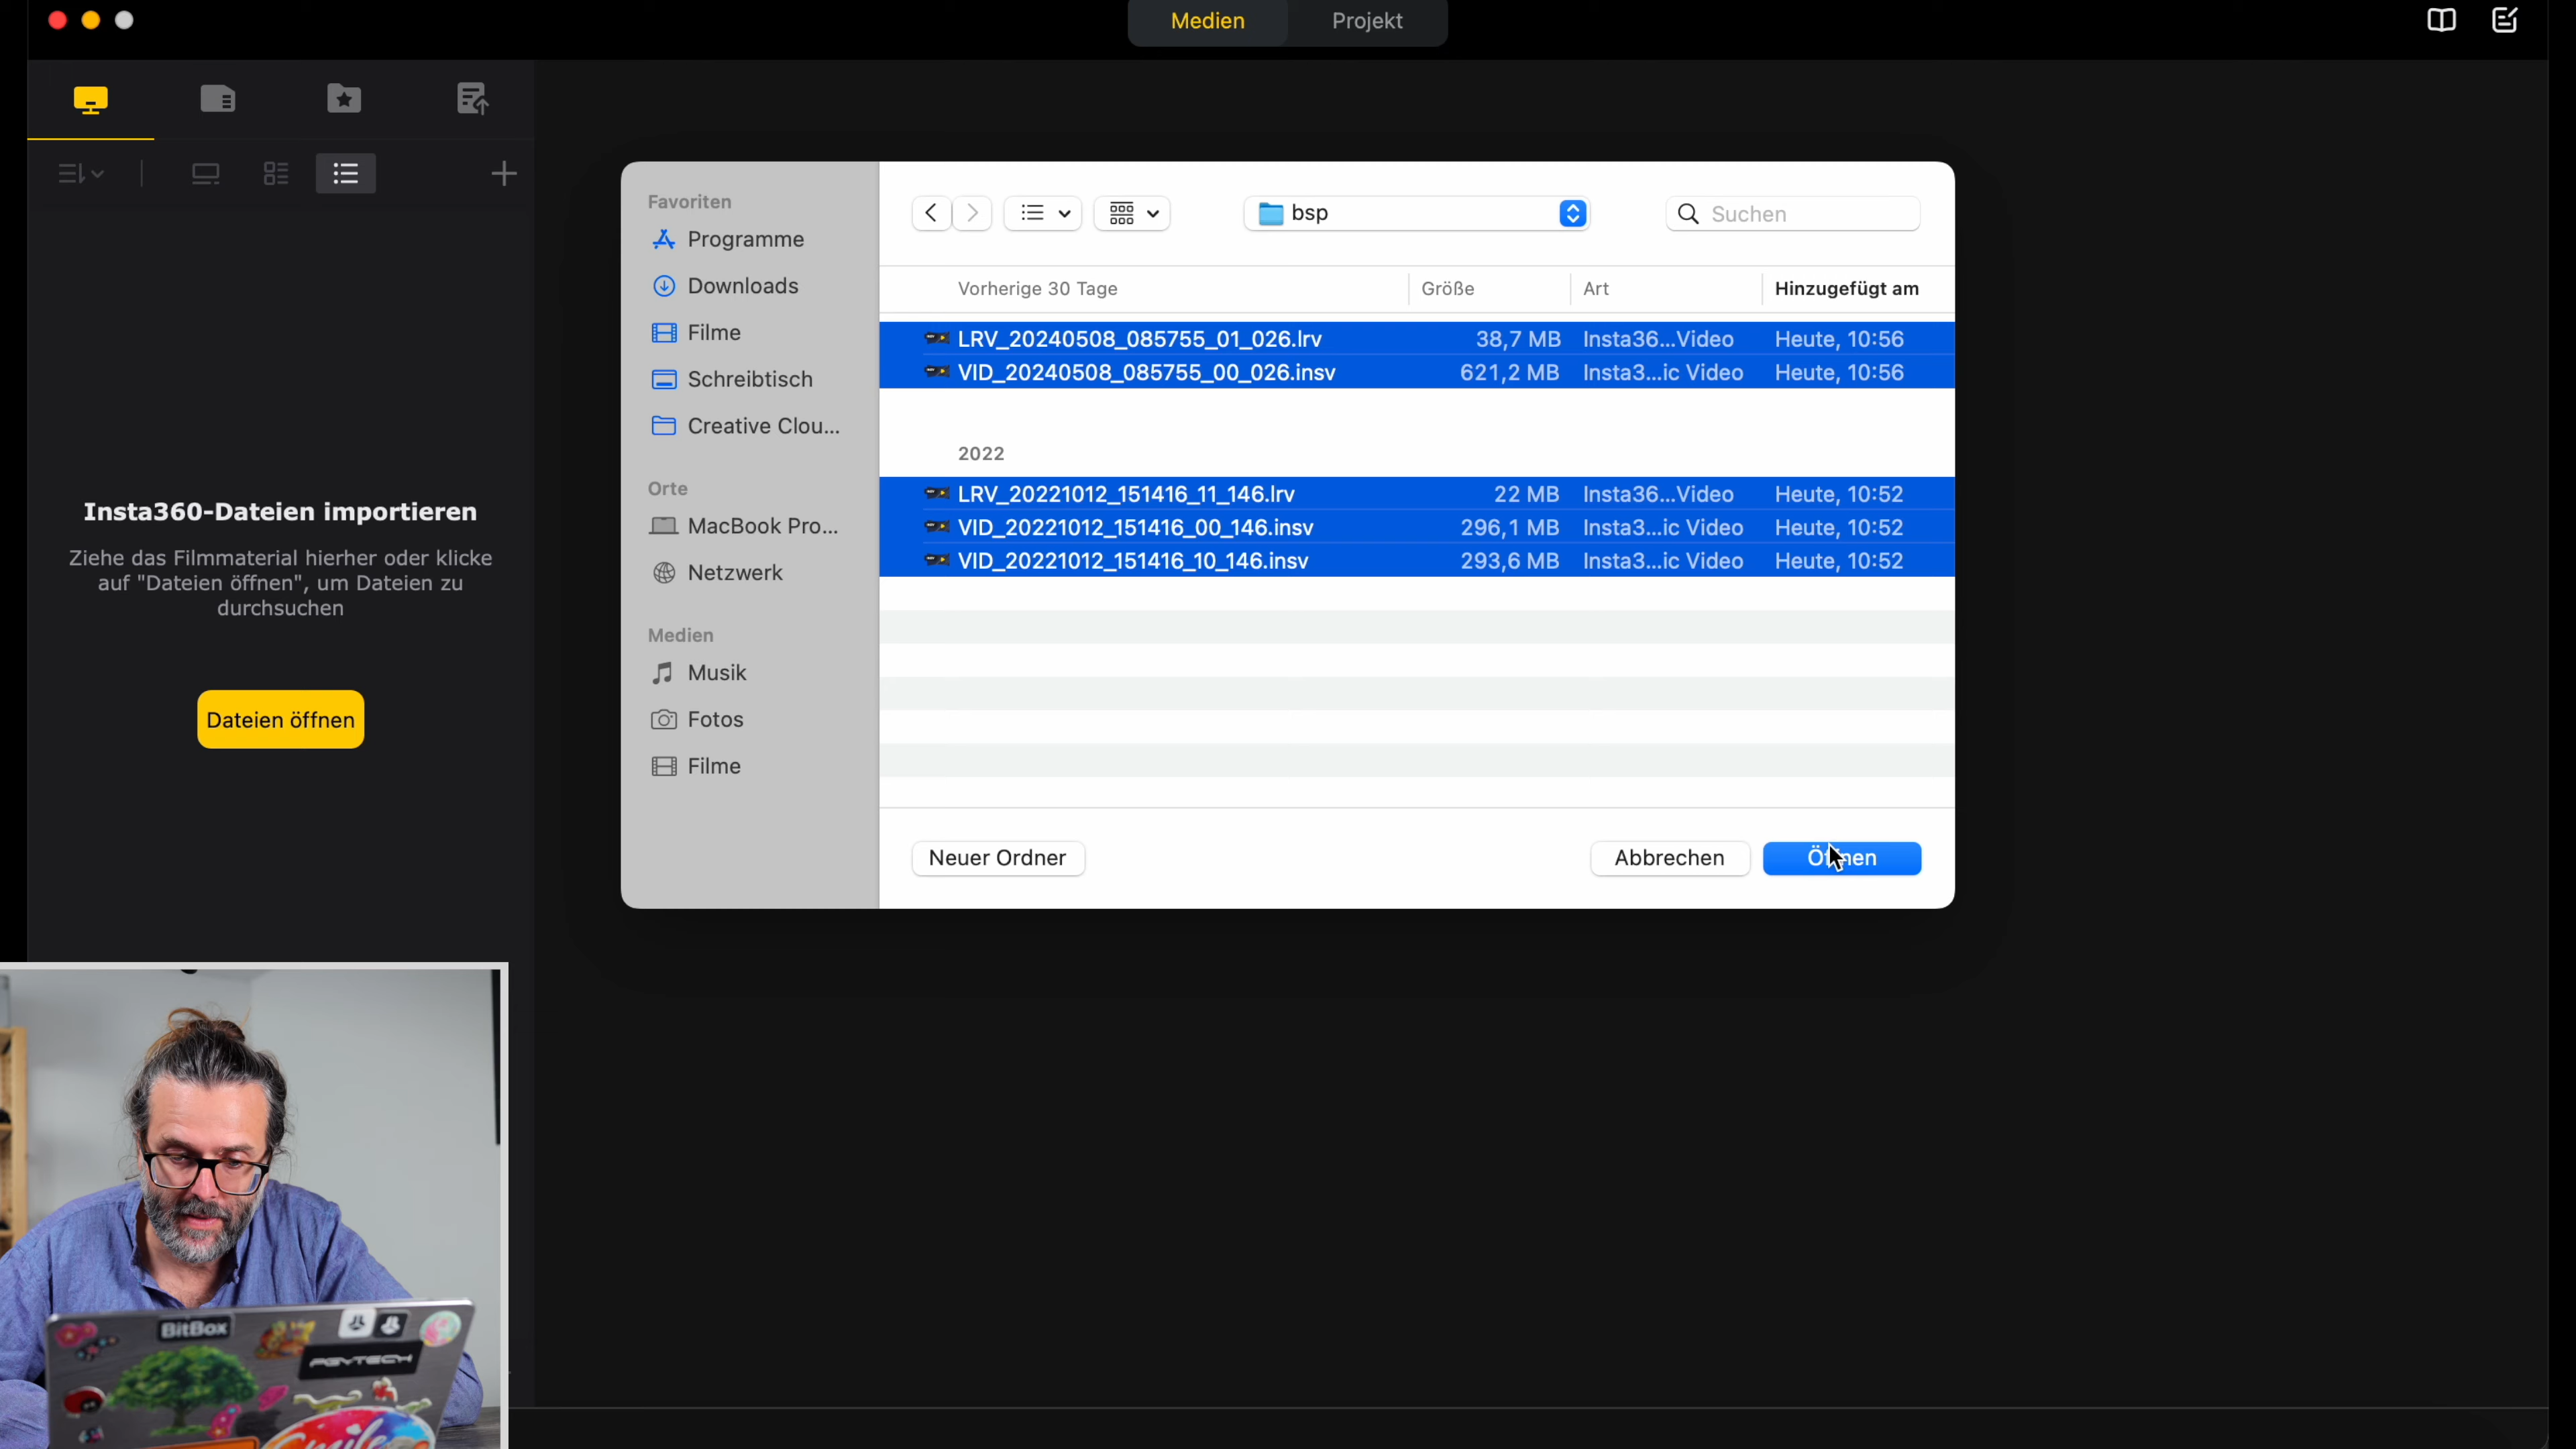 Medien
Projekt
Insta360-Dateien importieren
Ziehe das Filmmaterial hierher oder klicke
auf "Dateien öffnen", um Dateien zu
durchsuchen
Dateien öffnen
Favoriten
Programme
Downloads
Filme
Schreibtisch
Creative Clou...
Orte
MacBook Pro...
Netzwerk
Medien
Musik
Fotos
Filme
bsp
Suchen
Vorherige 30 Tage Größe Art Hinzugefügt am
LRV_20240508_085755_01_026.lrv 38,7 MB Insta36...Video Heute, 10:56
VID_20240508_085755_00_026.insv 621,2 MB Insta3...ic Video Heute, 10:56
2022
LRV_20221012_151416_11_146.lrv 22 MB Insta36...Video Heute, 10:52
VID_20221012_151416_00_146.insv 296,1 MB Insta3...ic Video Heute, 10:52
VID_20221012_151416_10_146.insv 293,6 MB Insta3...ic Video Heute, 10:52
Neuer Ordner
Abbrechen
Öffnen
BitBox
PGYTECH
Smile